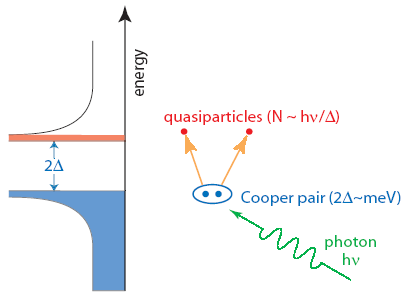 energy
quasiparticles (N ~ hν/Δ)
2Δ
Cooper pair (2Δ~meV)
photon
hν